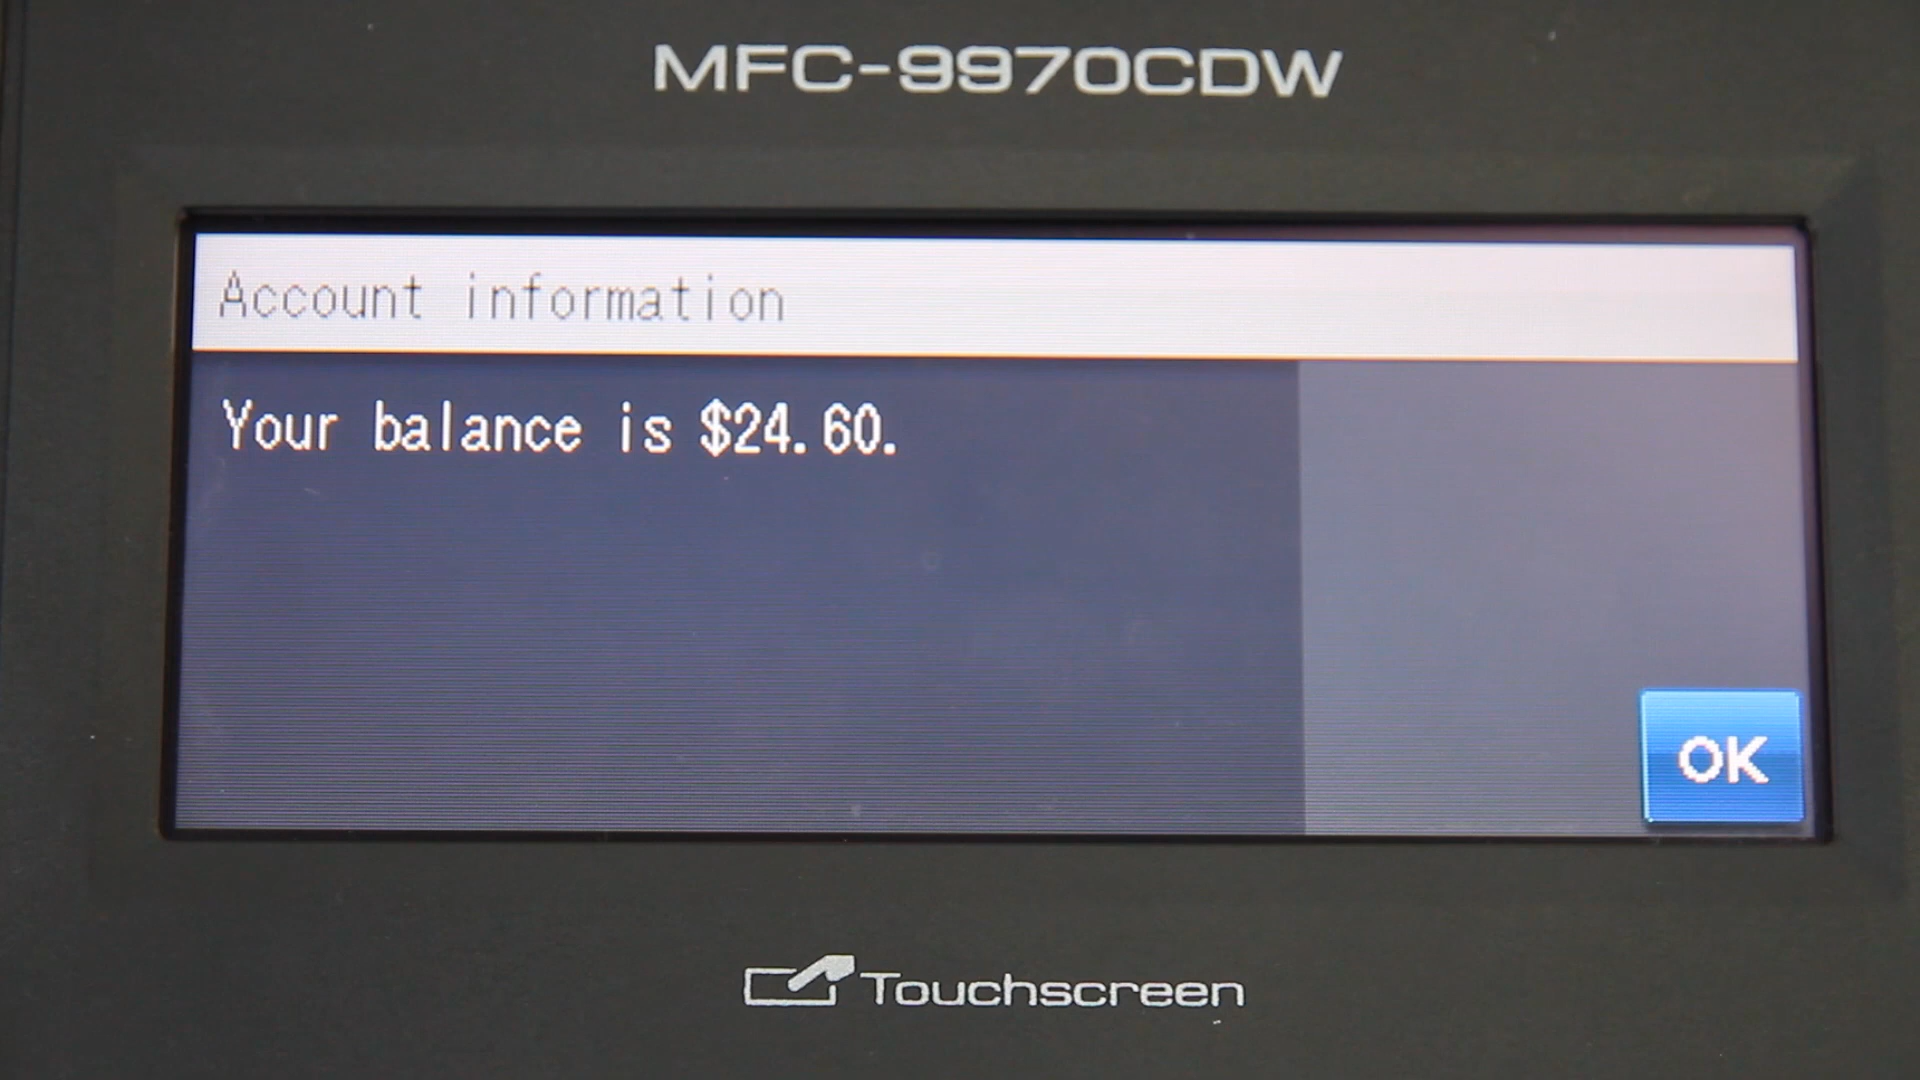 MFC-9970CDW
Account information
Your balance is $24.60.
OK
Touchscreen